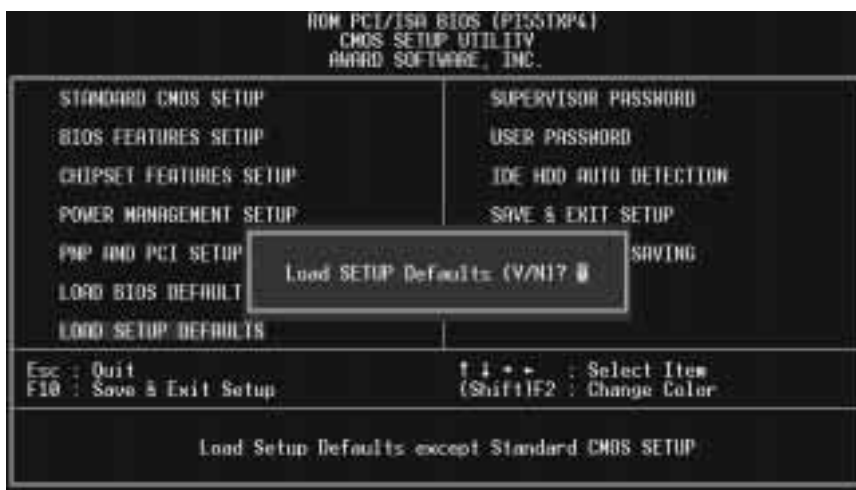 ROM PCI/ISA BIOS (PI55TXP4)
CMOS SETUP UTILITY
AWARD SOFTWARE, INC.
STANDARD CMOS SETUP
BIOS FEATURES SETUP
CHIPSET FEATURES SETUP
POWER MANAGEMENT SETUP
PNP AND PCI SETUP
LOAD BIOS DEFAULT
LOAD SETUP DEFAULTS
SUPERVISOR PASSWORD
USER PASSWORD
IDE HDD AUTO DETECTION
SAVE & EXIT SETUP
SAVING
Load SETUP Defaults (Y/N)?
Esc : Quit
F10 : Save & Exit Setup
↑ ↓ → ← : Select Item
(Shift)F2 : Change Color
Load Setup Defaults except Standard CMOS SETUP